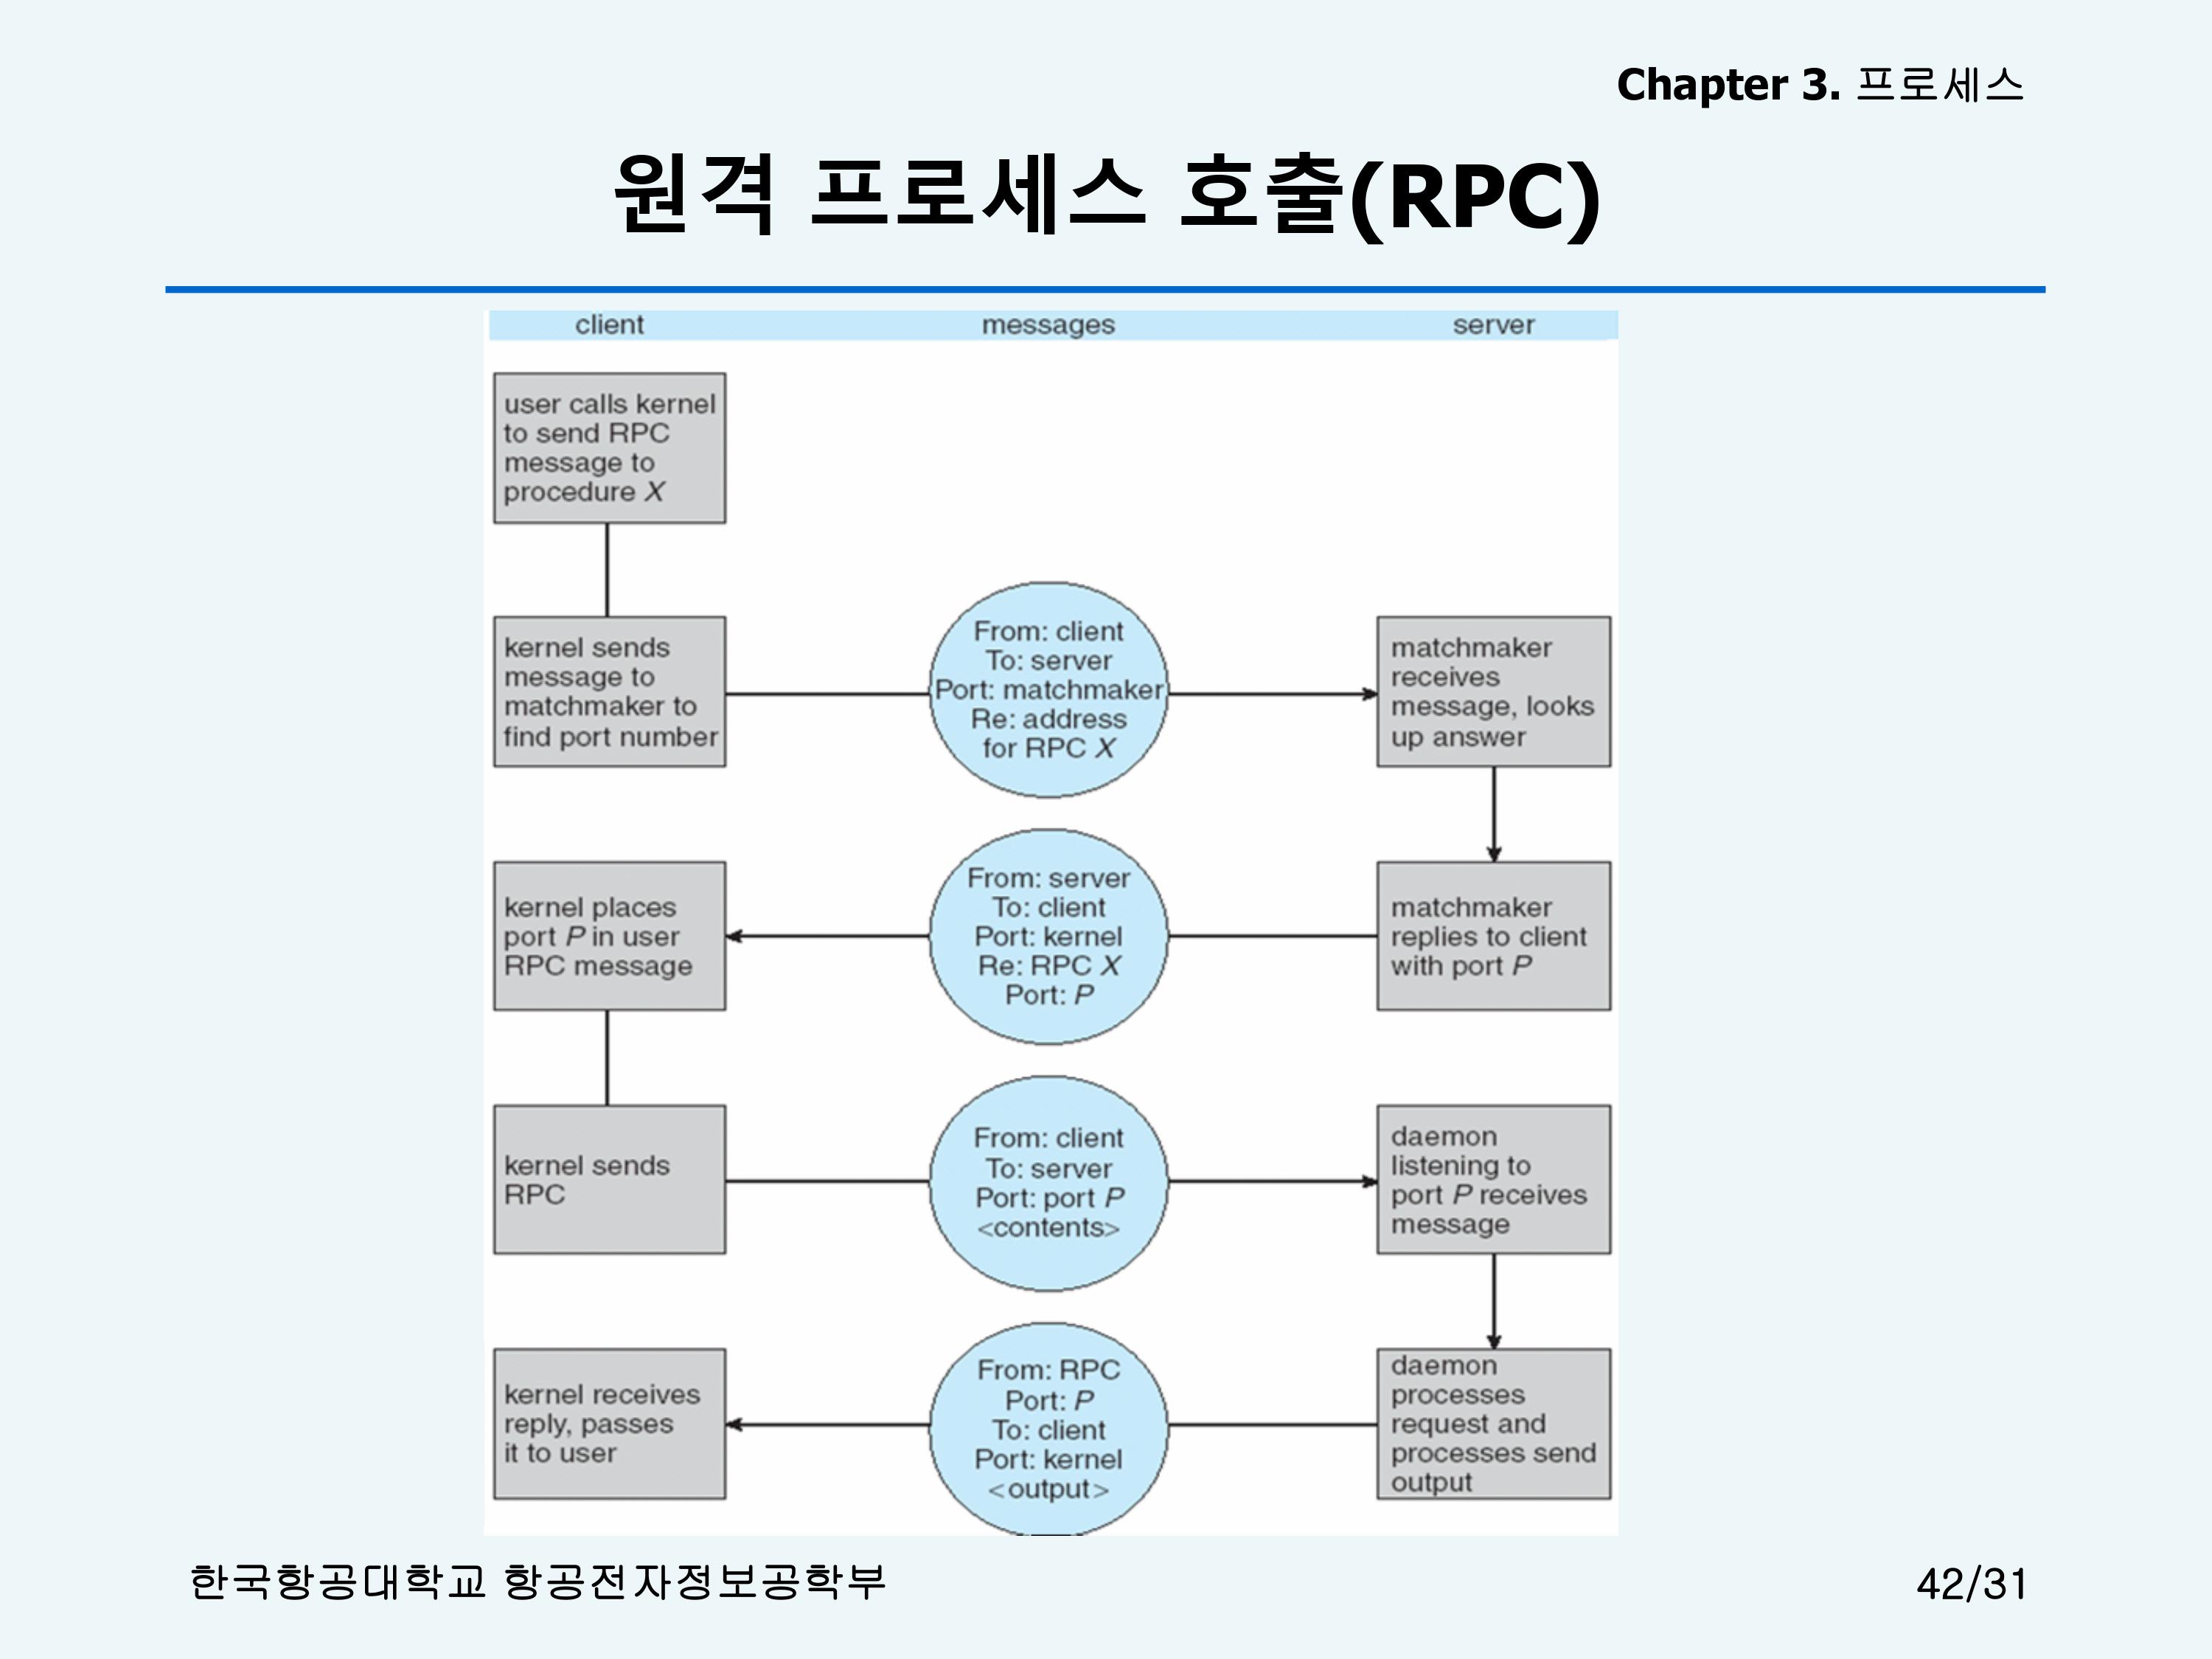 Chapter 3. 프로세스
원격 프로세스 호출(RPC)
client
messages
server
user calls kernel
to send RPC
message to
procedure X
kernel sends
message to
matchmaker to
find port number
From: client
To: server
Port: matchmaker
Re: address
for RPC X
matchmaker
receives
message, looks
up answer
kernel places
port P in user
RPC message
From: server
To: client
Port: kernel
Re: RPC X
Port: P
matchmaker
replies to client
with port P
kernel sends
RPC
From: client
To: server
Port: port P
<contents>
daemon
listening to
port P receives
message
kernel receives
reply, passes
it to user
From: RPC
Port: P
To: client
Port: kernel
<output>
daemon
processes
request and
processes send
output
한국항공대학교 항공전자정보공학부
42/31